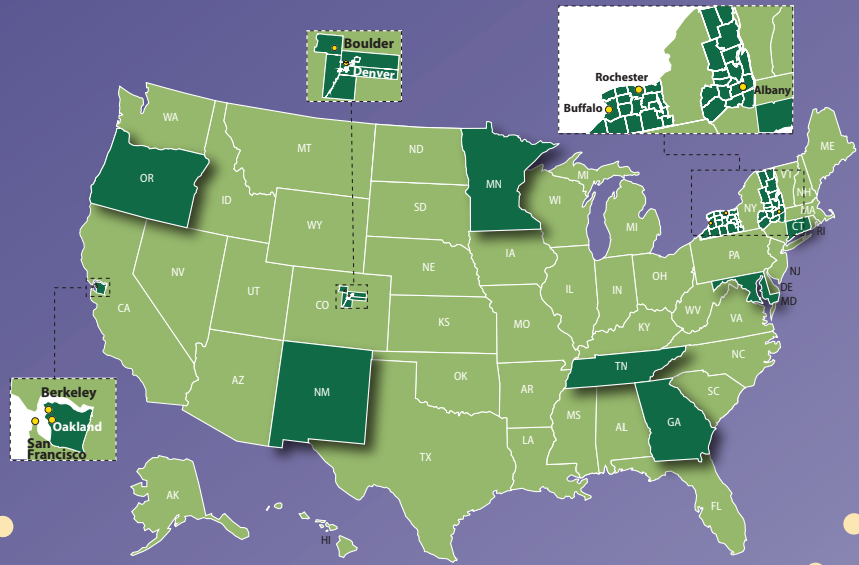 Boulder
Denver
Rochester
Buffalo
Albany
WA
OR
MT
ND
MN
ID
SD
WI
MI
MI
NY
VT
NH
ME
MA
CT
RI
WY
NE
IA
PA
NJ
DE
MD
NV
UT
CO
KS
IL
IN
OH
WV
VA
CA
MO
KY
NC
AZ
NM
OK
AR
TN
SC
MS
AL
GA
TX
LA
FL
AK
HI
Berkeley
Oakland
San
Francisco